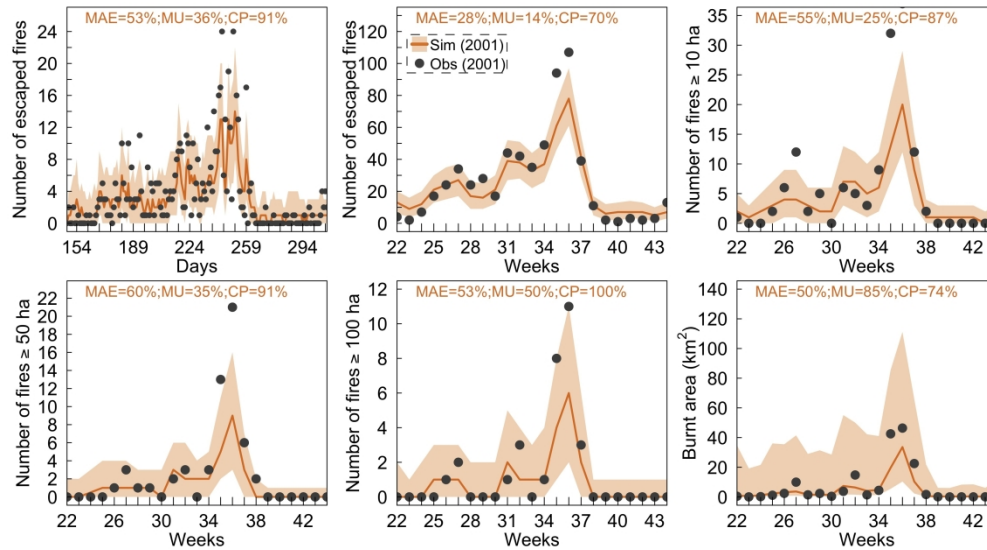 MAE=53%;MU=36%;CP=91%
Number of escaped fires
24
20
16
12
8
4
0
154 189 224 259 294
Days
MAE=28%;MU=14%;CP=70%
Sim (2001)
Obs (2001)
Number of escaped fires
120
100
80
60
40
20
0
22 25 28 31 34 37 40 43
Weeks
MAE=55%;MU=25%;CP=87%
Number of fires ≥ 10 ha
35
30
25
20
15
10
5
0
22 26 30 34 38 42
Weeks
MAE=60%;MU=35%;CP=91%
Number of fires ≥ 50 ha
22
20
18
16
14
12
10
8
6
4
2
0
22 26 30 34 38 42
Weeks
MAE=53%;MU=50%;CP=100%
Number of fires ≥ 100 ha
12
10
8
6
4
2
0
22 25 28 31 34 37 40 43
Weeks
MAE=50%;MU=85%;CP=74%
Burnt area (km²)
140
120
100
80
60
40
20
0
22 26 30 34 38 42
Weeks